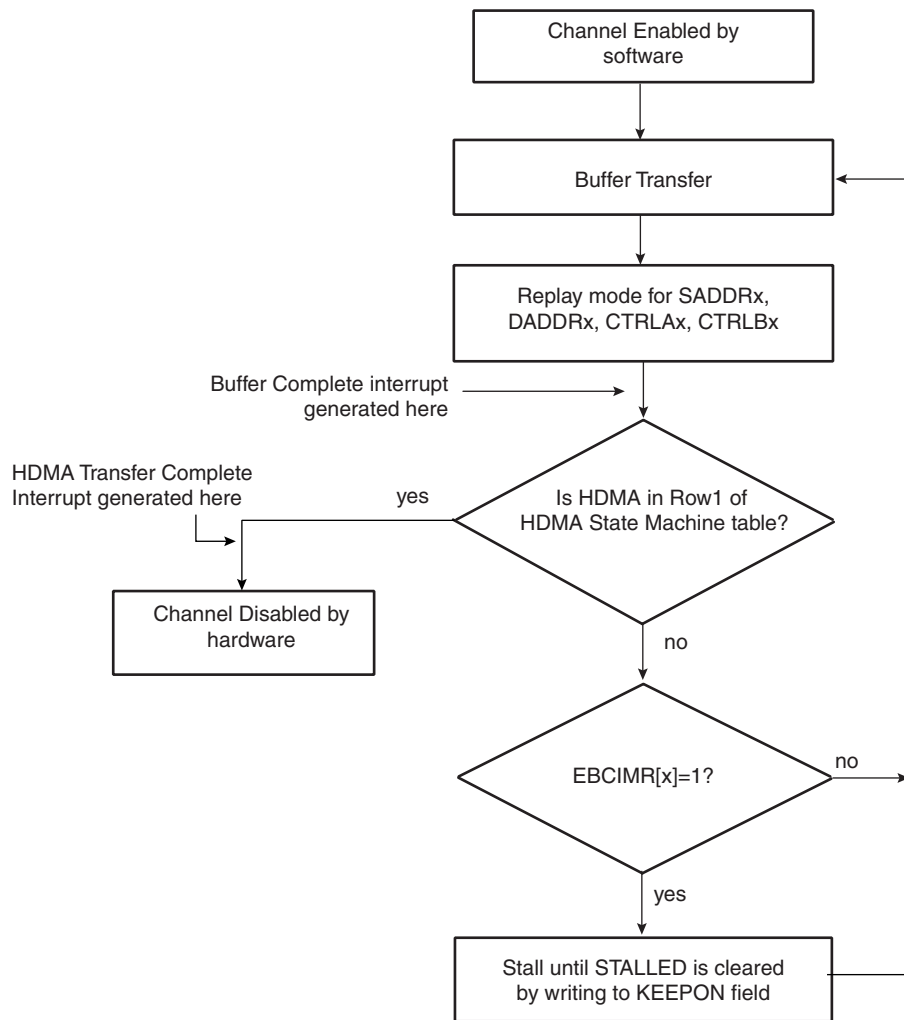 Channel Enabled by
software
Buffer Transfer
Replay mode for SADDRx,
DADDRx, CTRLAx, CTRLBx
Buffer Complete interrupt
generated here
HDMA Transfer Complete
Interrupt generated here
yes
Is HDMA in Row1 of
HDMA State Machine table?
Channel Disabled by
hardware
no
EBCIMR[x]=1?
no
yes
Stall until STALLED is cleared
by writing to KEEPON field